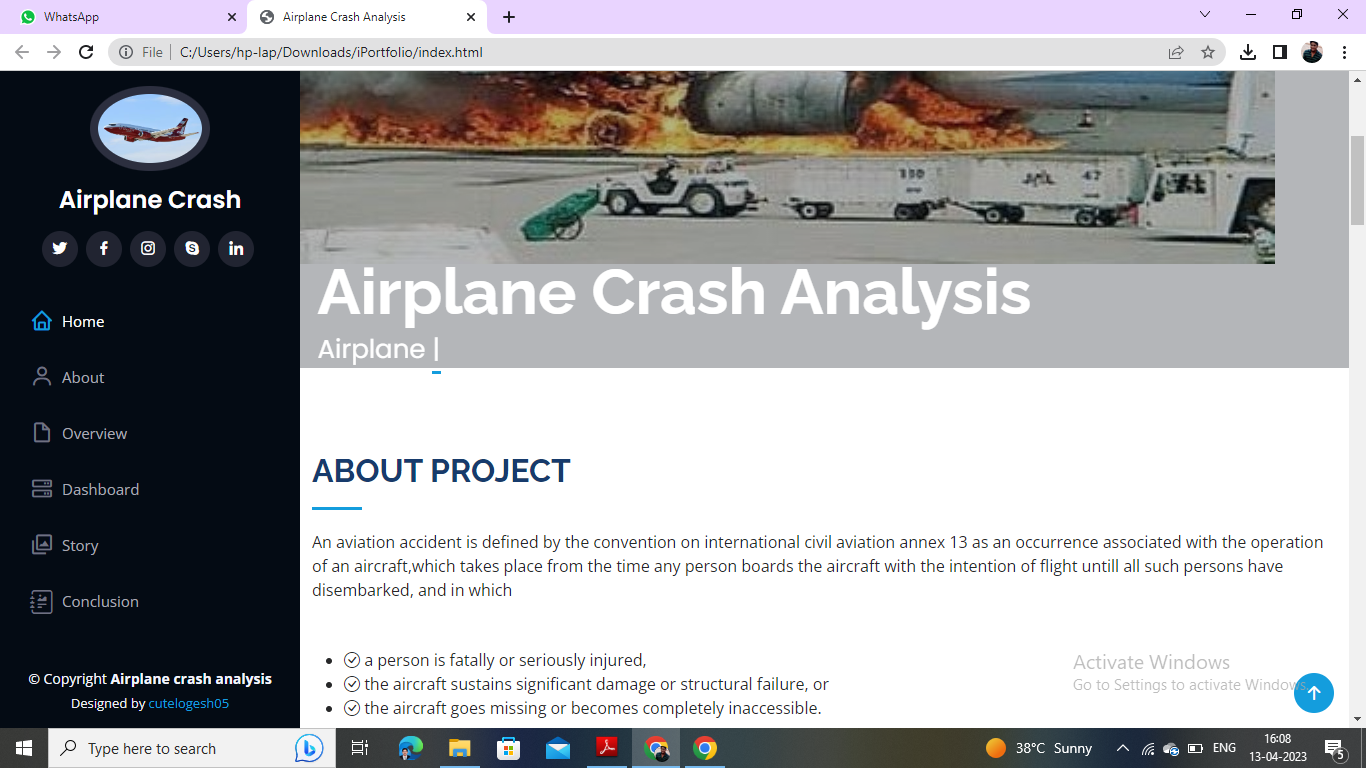 WhatsApp
Airplane Crash Analysis
File
C:/Users/hp-lap/Downloads/iPortfolio/index.html
Airplane Crash
Home
About
Overview
Dashboard
Story
Conclusion
© Copyright Airplane crash analysis
Designed by cutelogesh05
Airplane Crash Analysis
Airplane |
ABOUT PROJECT
An aviation accident is defined by the convention on international civil aviation annex 13 as an occurrence associated with the operation
of an aircraft,which takes place from the time any person boards the aircraft with the intention of flight untill all such persons have
disembarked, and in which
a person is fatally or seriously injured,
the aircraft sustains significant damage or structural failure, or
the aircraft goes missing or becomes completely inaccessible.
Activate Windows
Go to Settings to activate Windows.
Type here to search
38°C Sunny
ENG
16:08
13-04-2023
5